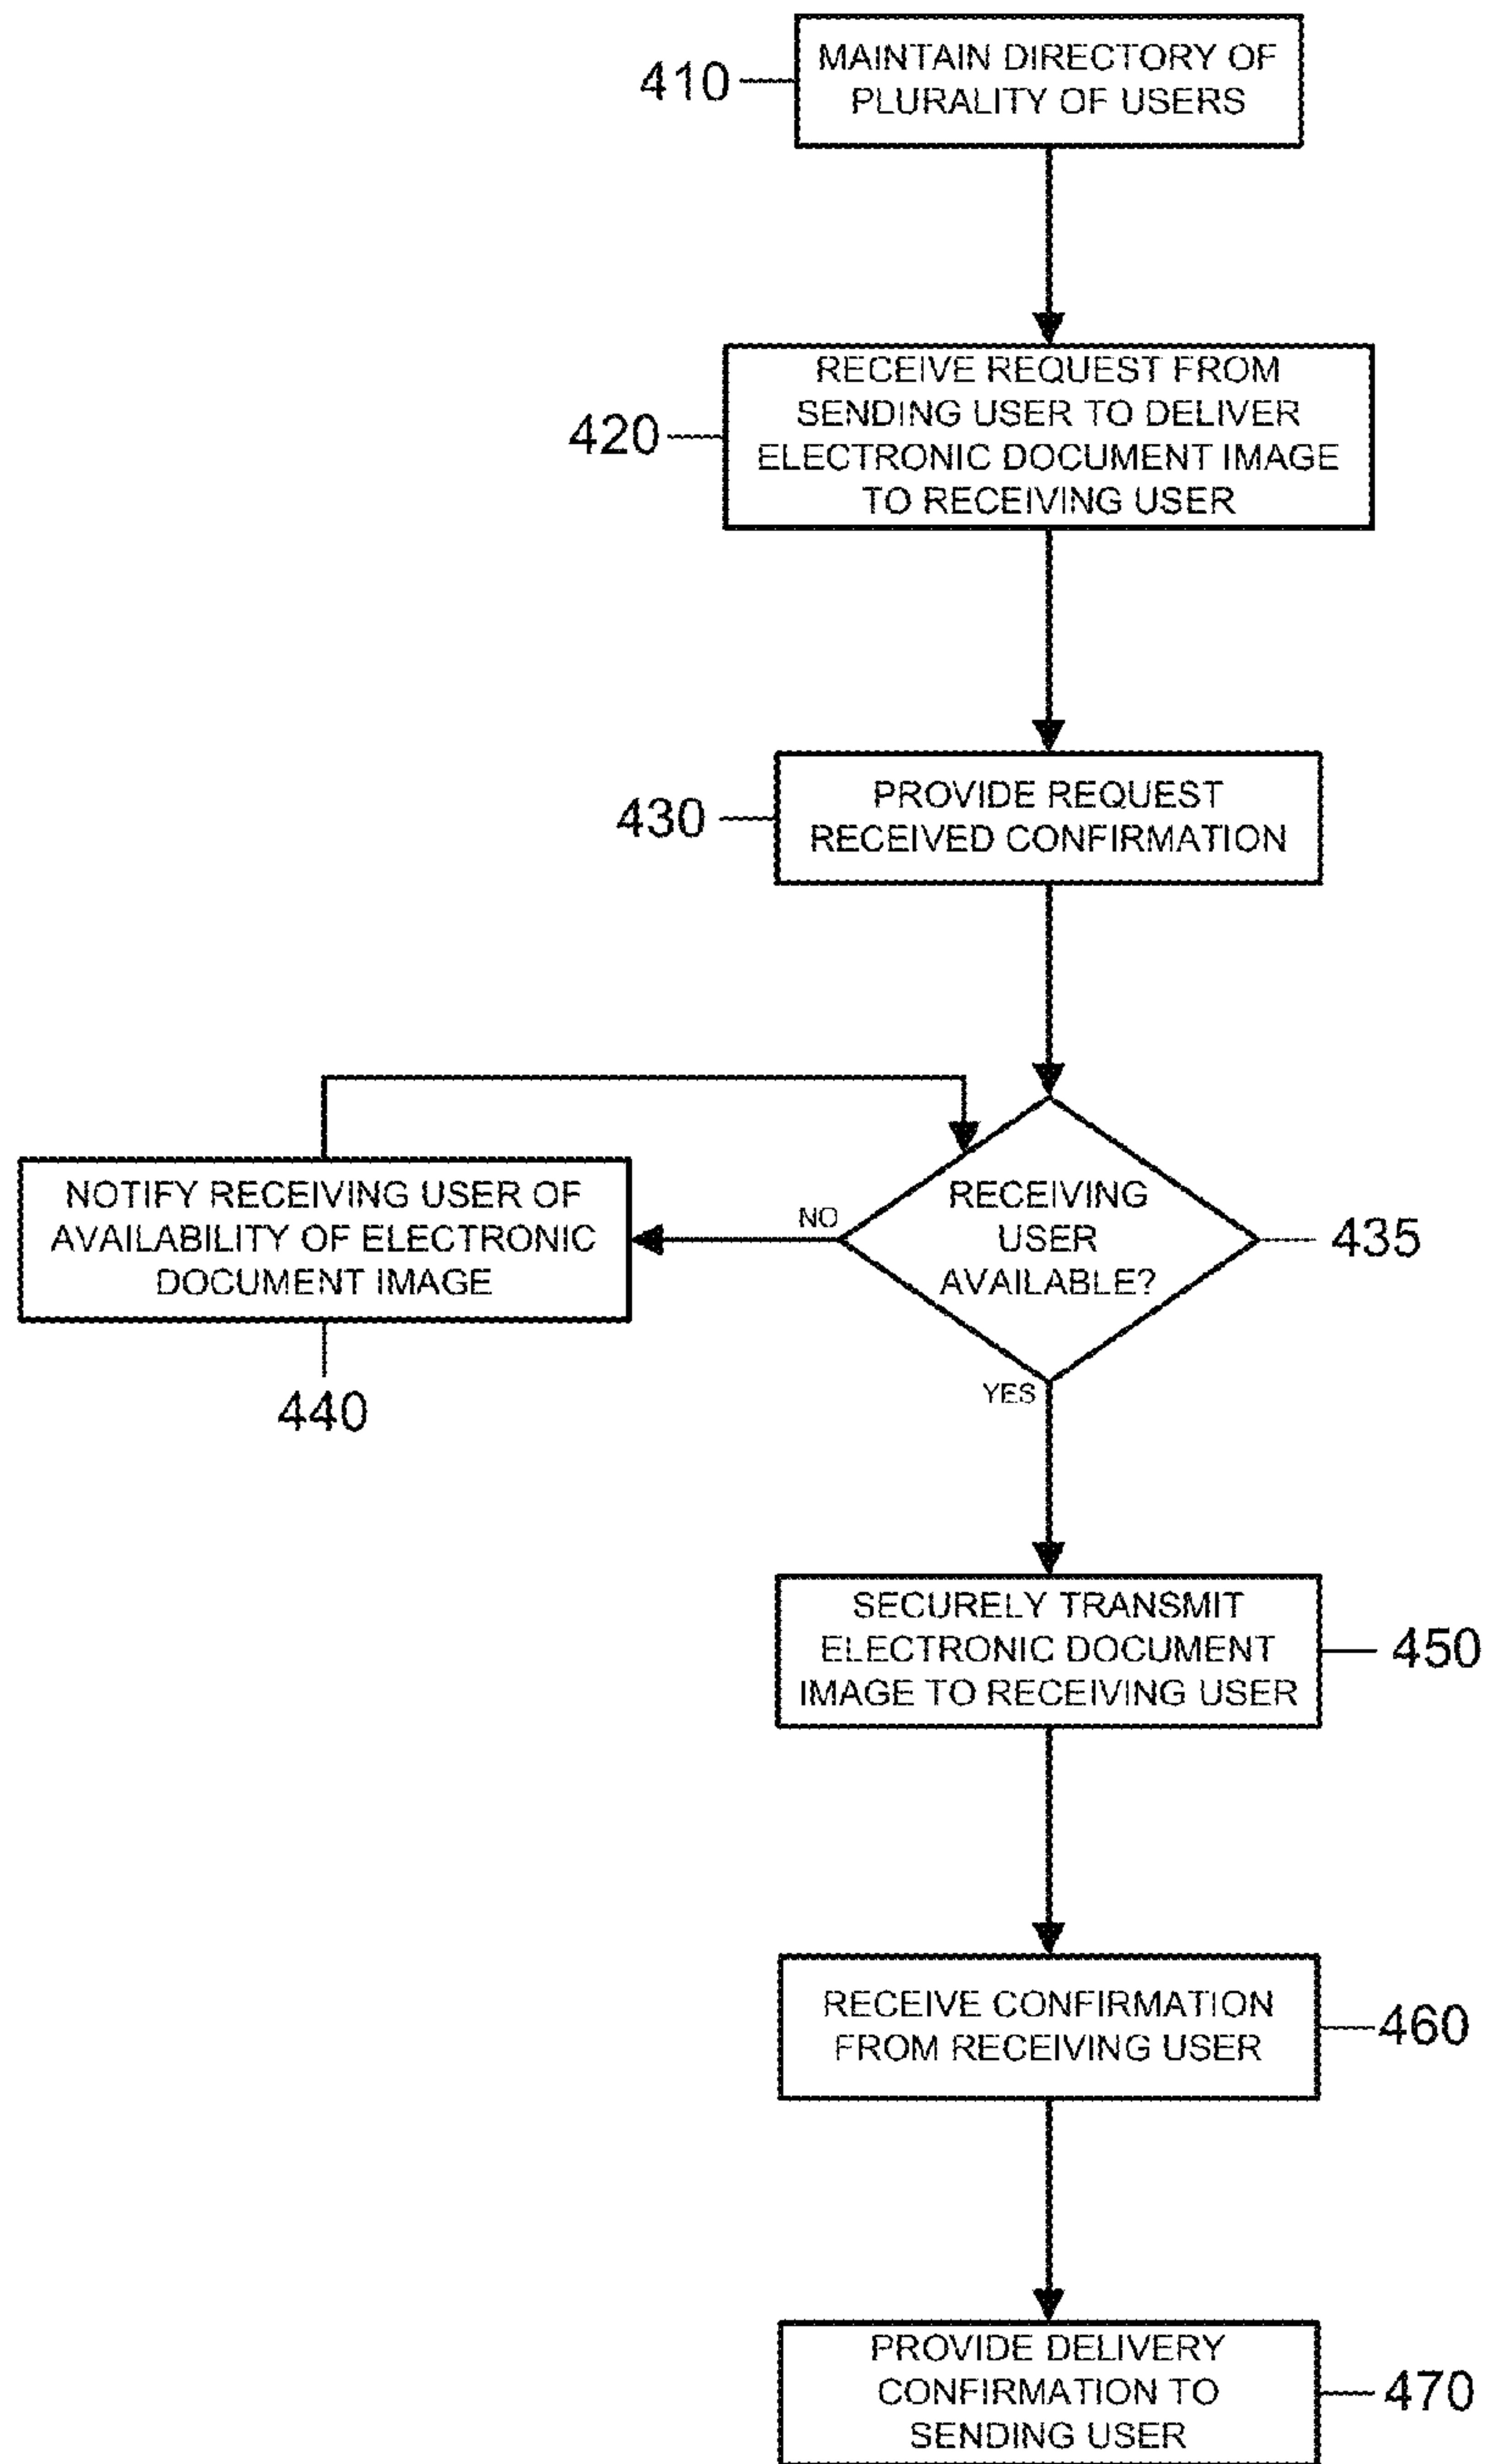 410
MAINTAIN DIRECTORY OF
PLURALITY OF USERS
420
RECEIVE REQUEST FROM
SENDING USER TO DELIVER
ELECTRONIC DOCUMENT IMAGE
TO RECEIVING USER
430
PROVIDE REQUEST
RECEIVED CONFIRMATION
NOTIFY RECEIVING USER OF
AVAILABILITY OF ELECTRONIC
DOCUMENT IMAGE
440
NO
RECEIVING
USER
AVAILABLE?
435
YES
SECURELY TRANSMIT
ELECTRONIC DOCUMENT
IMAGE TO RECEIVING USER
450
RECEIVE CONFIRMATION
FROM RECEIVING USER
460
PROVIDE DELIVERY
CONFIRMATION TO
SENDING USER
470